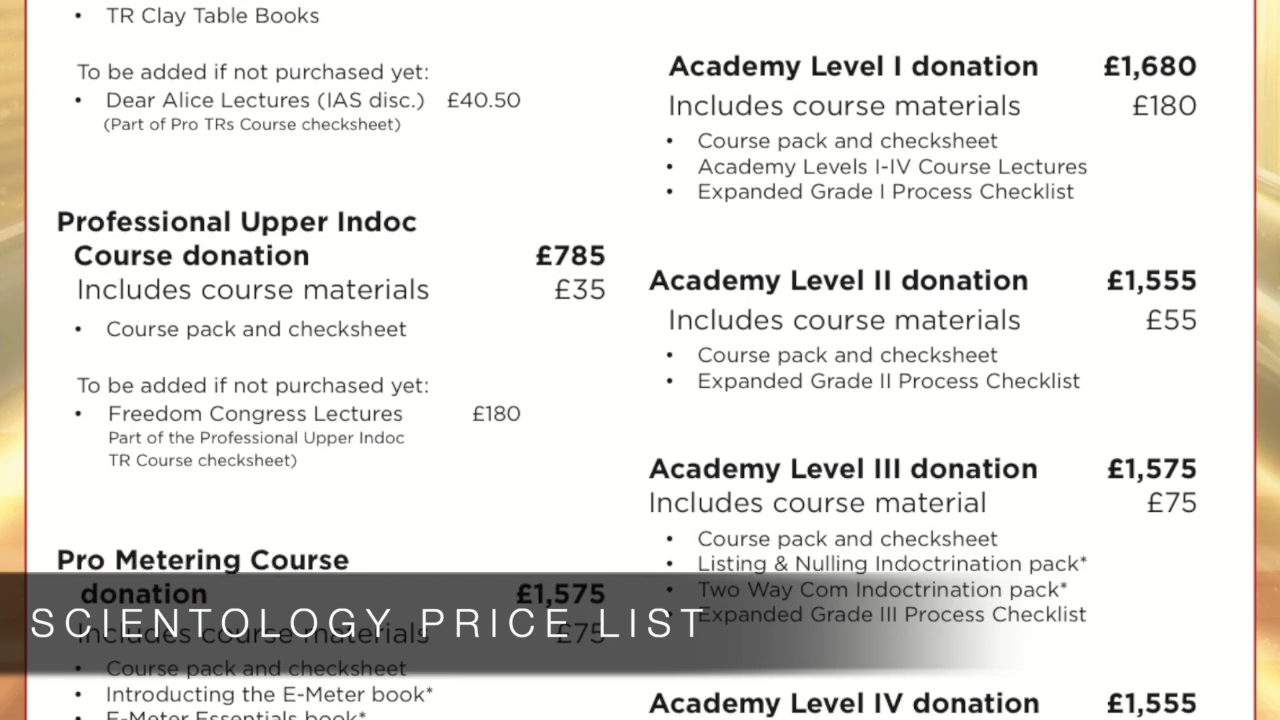 • TR Clay Table Books
To be added if not purchased yet:
• Dear Alice Lectures (IAS disc.) £40.50
(Part of Pro TRs Course checksheet)
Professional Upper Indoc
Course donation £785
Includes course materials £35
• Course pack and checksheet
To be added if not purchased yet:
• Freedom Congress Lectures £180
Part of the Professional Upper Indoc
TR Course checksheet)
Pro Metering Course
donation £1,575
Includes course materials £75
• Course pack and checksheet
• Introducting the E-Meter book*
• E-Meter Essentials book*
Academy Level I donation £1,680
Includes course materials £180
• Course pack and checksheet
• Academy Levels I-IV Course Lectures
• Expanded Grade I Process Checklist
Academy Level II donation £1,555
Includes course materials £55
• Course pack and checksheet
• Expanded Grade II Process Checklist
Academy Level III donation £1,575
Includes course material £75
• Course pack and checksheet
• Listing & Nulling Indoctrination pack*
• Two Way Com Indoctrination pack*
Expanded Grade III Process Checklist
Academy Level IV donation £1,555
SCIENTOLOGY PRICE LIST